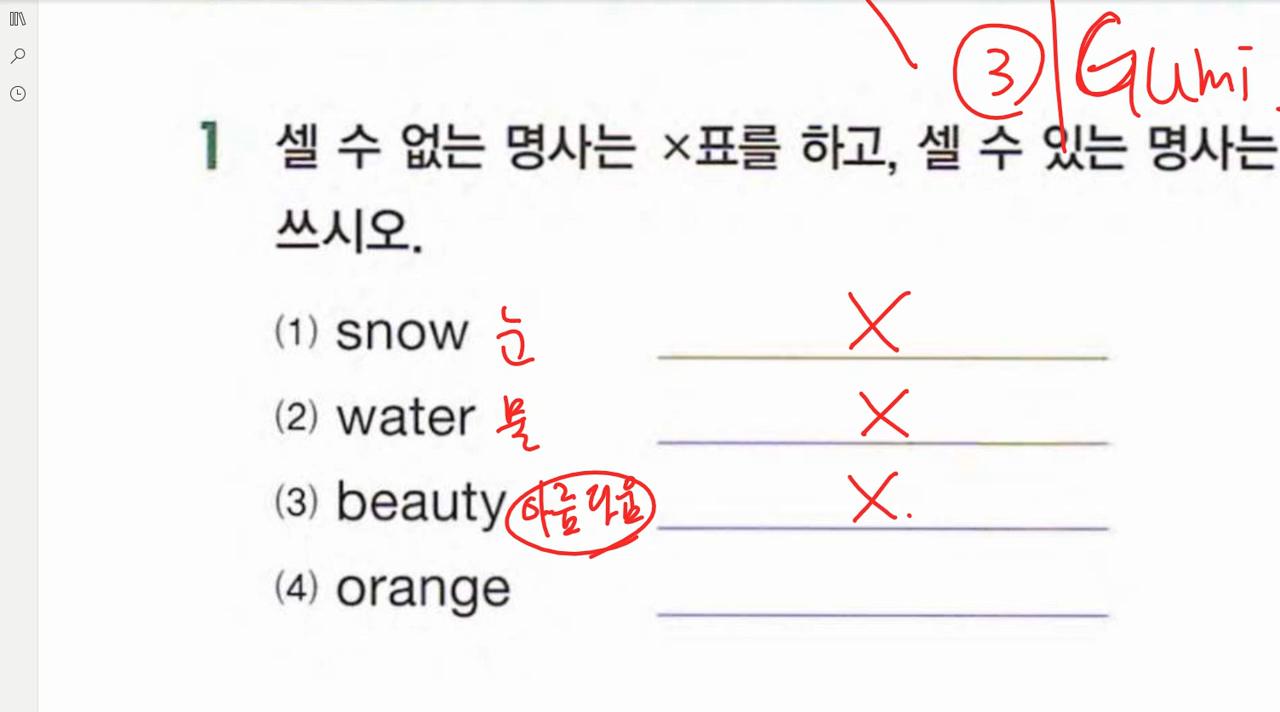 ③ Gumi
1 셀 수 없는 명사는 ×표를 하고, 셀 수 있는 명사는
쓰시오.
(1) snow 눈 X
(2) water 물 X
(3) beauty 아름다움 X.
(4) orange